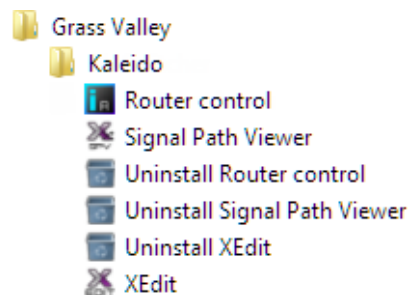 Grass Valley
Kaleido
Router control
Signal Path Viewer
Uninstall Router control
Uninstall Signal Path Viewer
Uninstall XEdit
XEdit